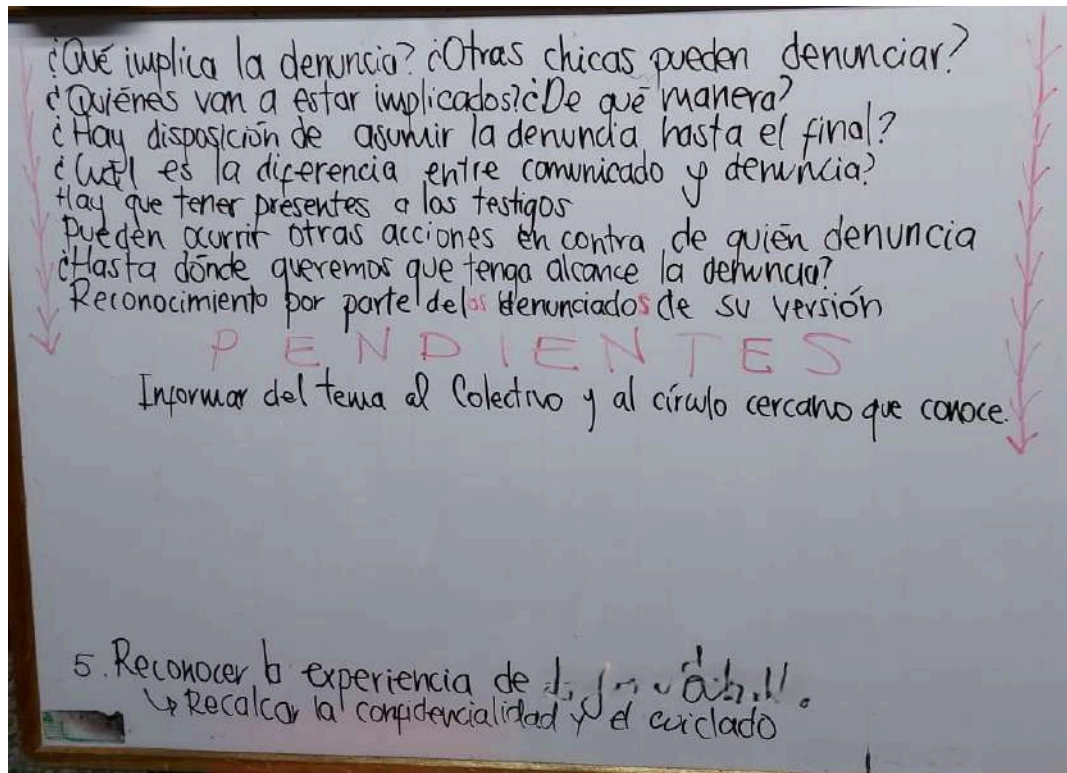 ¿Qué implica la denuncia? ¿Otras chicas pueden denunciar?
¿Quiénes van a estar implicados? ¿De qué manera?
¿Hay disposición de asumir la denuncia hasta el final?
¿Cuál es la diferencia entre comunicado y denuncia?
Hay que tener presentes a los testigos
Pueden ocurrir otras acciones en contra de quién denuncia
¿Hasta dónde queremos que tenga alcance la denuncia?
Reconocimiento por parte de los denunciados de su versión
PENDIENTES
Informar del tema al Colectivo y al círculo cercano que conoce.
5. Reconocer la experiencia de
↳ Recalcar la confidencialidad y el cuidado